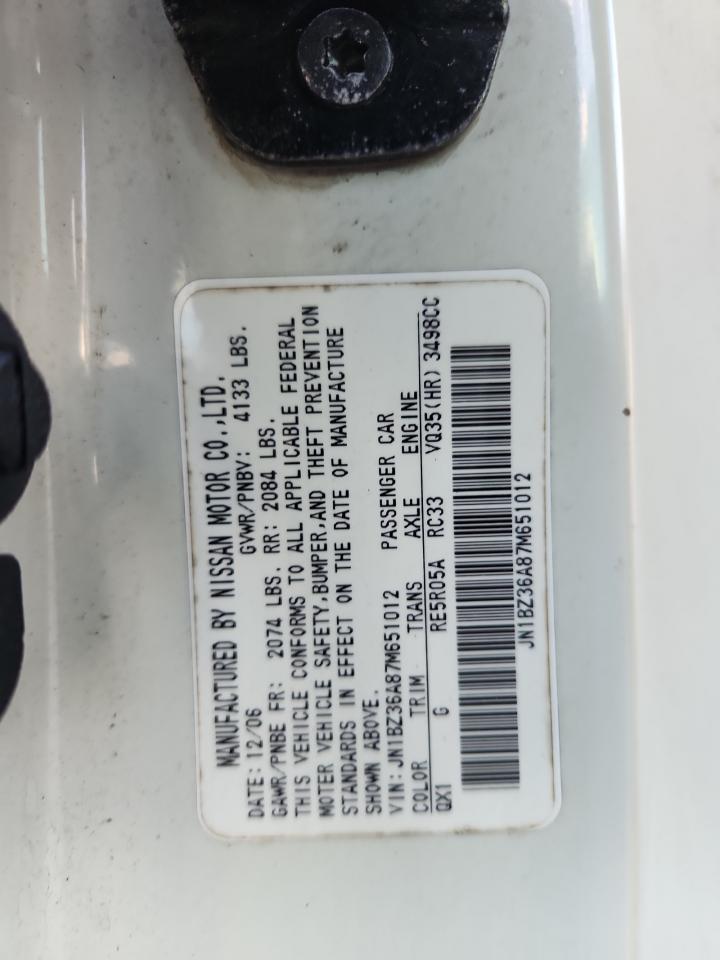 MANUFACTURED BY NISSAN MOTOR CO.,LTD.
DATE: 12/06 GVWR/PNBV: 4133 LBS.
GAWR/PNBE FR: 2074 LBS. RR: 2084 LBS.
THIS VEHICLE CONFORMS TO ALL APPLICABLE FEDERAL
MOTER VEHICLE SAFETY,BUMPER,AND THEFT PREVENTION
STANDARDS IN EFFECT ON THE DATE OF MANUFACTURE
SHOWN ABOVE.
VIN: JN1BZ36A87M651012 PASSENGER CAR
COLOR TRIM TRANS AXLE ENGINE
QX1 G RE5R05A RC33 VQ35(HR) 3498CC
JN1BZ36A87M651012